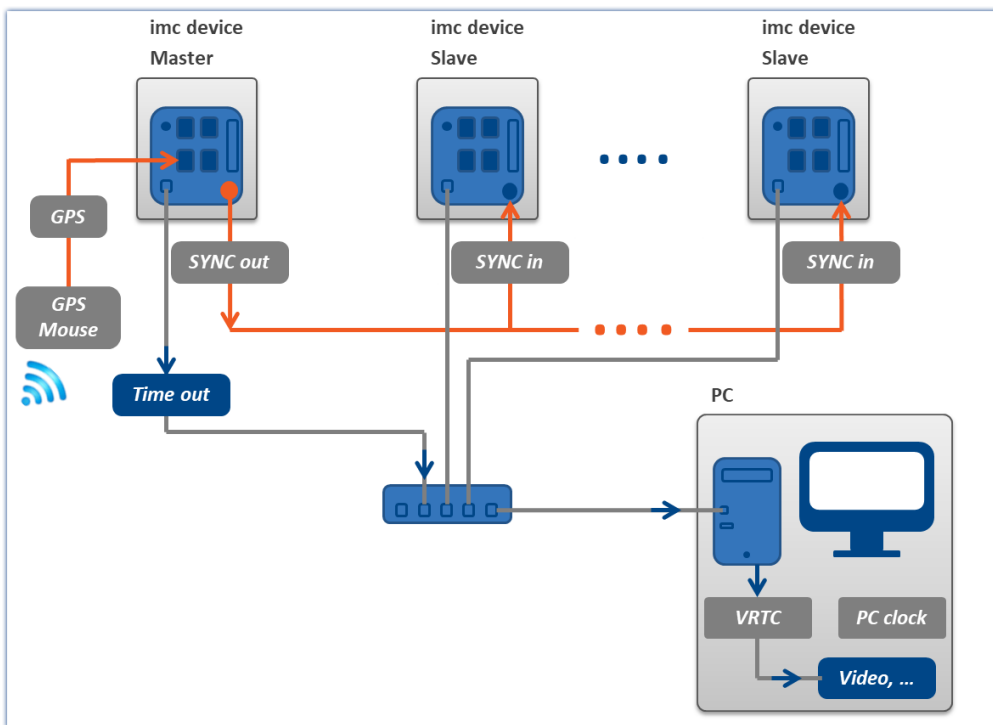 imc device
Master
imc device
Slave
imc device
Slave
GPS
SYNC out
SYNC in
SYNC in
GPS
Mouse
Time out
PC
VRTC
PC clock
Video, ...